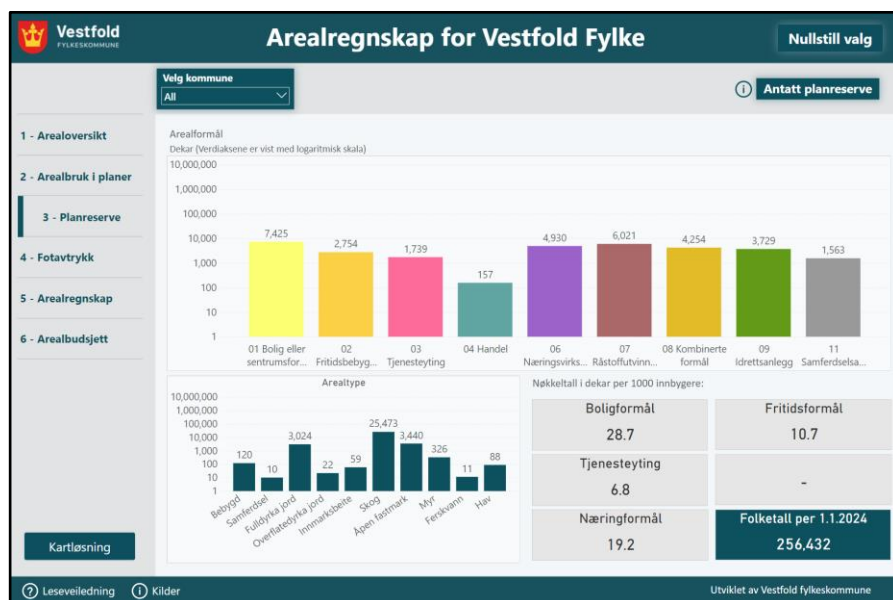 Vestfold
FYLKESKOMMUNE
Arealregnskap for Vestfold Fylke
Nullstill valg
Velg kommune
All
Antatt planreserve
1 - Arealoversikt
2 - Arealbruk i planer
3 - Planreserve
4 - Fotavtrykk
5 - Arealregnskap
6 - Arealbudsjett
Kartløsning
Arealformål
Dekar (Verdiaksene er vist med logaritmisk skala)
10,000,000
1,000,000
100,000
10,000
1,000
100
10
1
7,425
2,754
1,739
157
4,930
6,021
4,254
3,729
1,563
01 Bolig eller sentrumsfor...
02 Fritidsbebyg...
03 Tjenesteyting
04 Handel
06 Næringsvirks...
07 Råstoffutvinn...
08 Kombinerte formål
09 Idrettsanlegg
11 Samferdselsa...
Arealtype
10,000,000
1,000,000
100,000
10,000
1,000
100
10
1
120
10
3,024
22
59
25,473
3,440
326
11
88
Bebygd
Samferdsel
Fulldyrka jord
Overflatedyrka jord
Innmarksbeite
Skog
Åpen fastmark
Myr
Ferskvann
Hav
Nøkkeltall i dekar per 1000 innbygere:
Boligformål
28.7
Fritidsformål
10.7
Tjenesteyting
6.8
-
Næringformål
19.2
Folketall per 1.1.2024
256,432
Leseveiledning
Kilder
Utviklet av Vestfold fylkeskommune